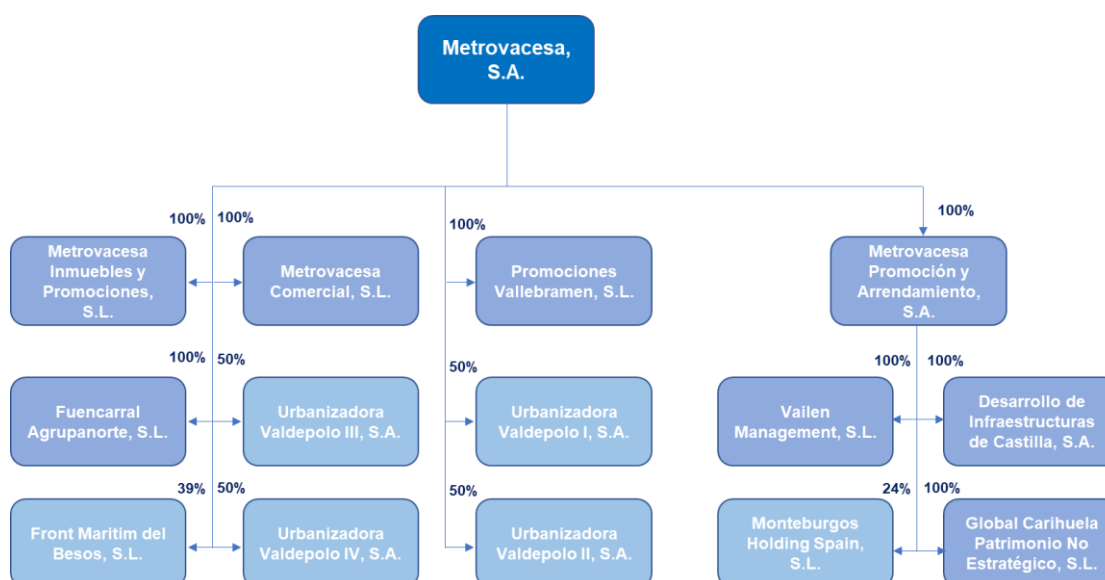 Metrovacesa,
S.A.
100%
100%
100%
100%
Metrovacesa
Inmuebles y
Promociones,
S.L.
Metrovacesa
Comercial, S.L.
Promociones
Vallebramen, S.L.
Metrovacesa
Promoción y
Arrendamiento,
S.A.
100%
50%
50%
100%
100%
Fuencarral
Agrupanorte, S.L.
Urbanizadora
Valdepolo III, S.A.
Urbanizadora
Valdepolo I, S.A.
Vailen
Management, S.L.
Desarrollo de
Infraestructuras
de Castilla, S.A.
39%
50%
50%
24%
100%
Front Maritim del
Besos, S.L.
Urbanizadora
Valdepolo IV, S.A.
Urbanizadora
Valdepolo II, S.A.
Monteburgos
Holding Spain,
S.L.
Global Carihuela
Patrimonio No
Estratégico, S.L.